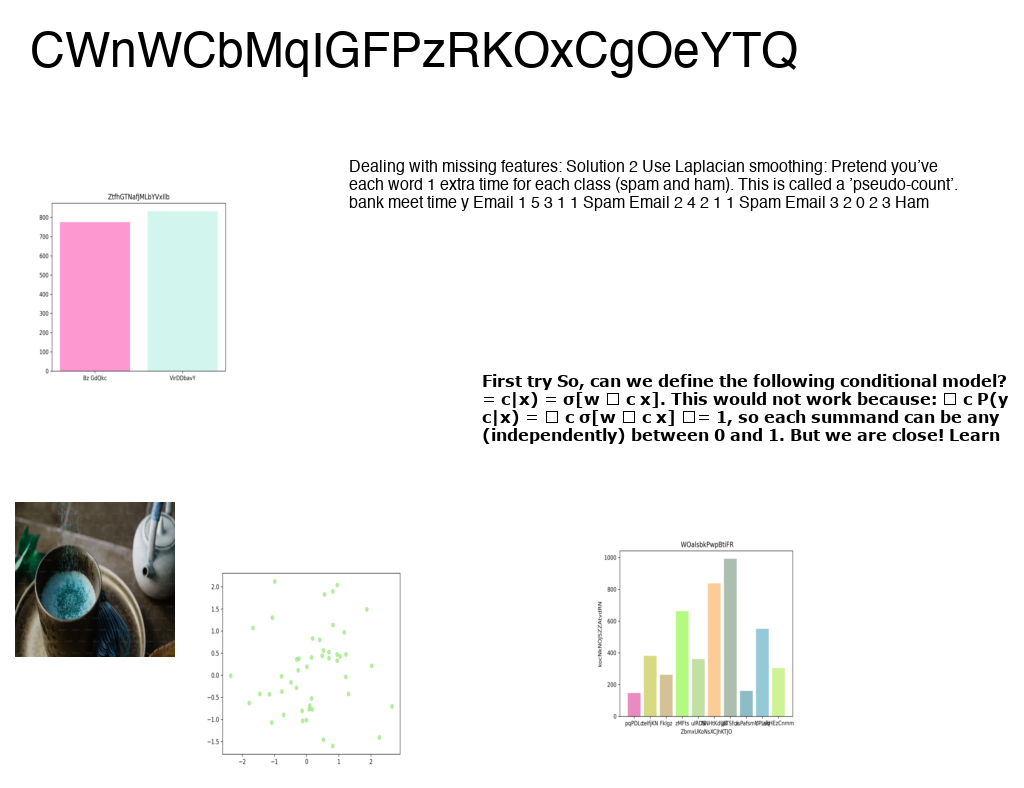 CWnWCbMqIGFPzRKOxCgOeYTQ
Dealing with missing features: Solution 2 Use Laplacian smoothing: Pretend you’ve
each word 1 extra time for each class (spam and ham). This is called a ’pseudo-count’.
bank meet time y Email 1 5 3 1 1 Spam Email 2 4 2 1 1 Spam Email 3 2 0 2 3 Ham
800
700
600
500
400
300
200
100
0
Bz GdQkc VirDDbavY
First try So, can we define the following conditional model?
= c|x) = σ[w □ c x]. This would not work because: □ c P(y
c|x) = □ c σ[w □ c x] □= 1, so each summand can be any
(independently) between 0 and 1. But we are close! Learn
2.0
1.5
1.0
0.5
0.0
−0.5
−1.0
−1.5
−2 −1 0 1 2
WOaIsbkPwpBtiFR
1000
800
600
400
200
0
zMFts